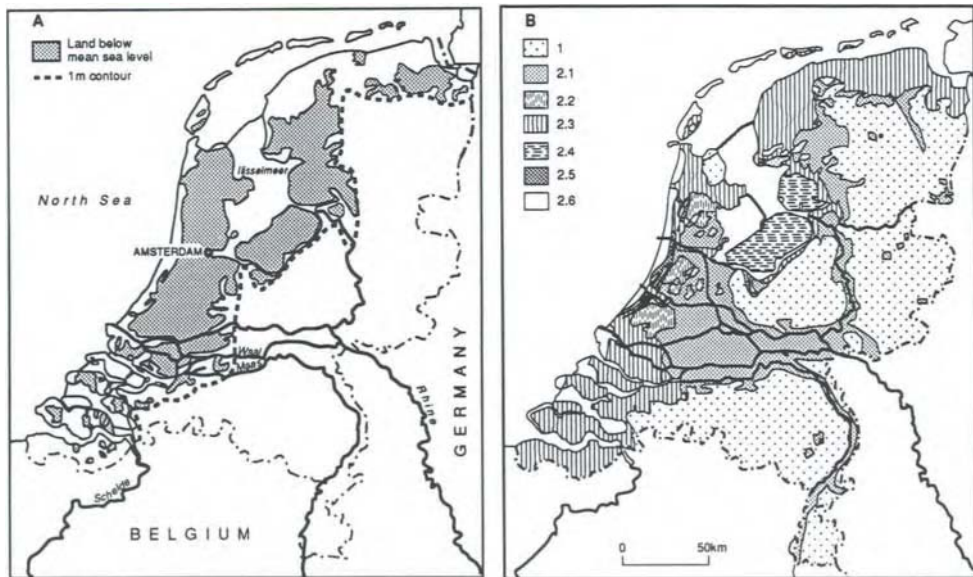 A
Land below
mean sea level
1m contour
IJsselmeer
North Sea
AMSTERDAM
Waal
Maas
Rhine
GERMANY
Schelde
BELGIUM
B
1
2.1
2.2
2.3
2.4
2.5
2.6
0 50km